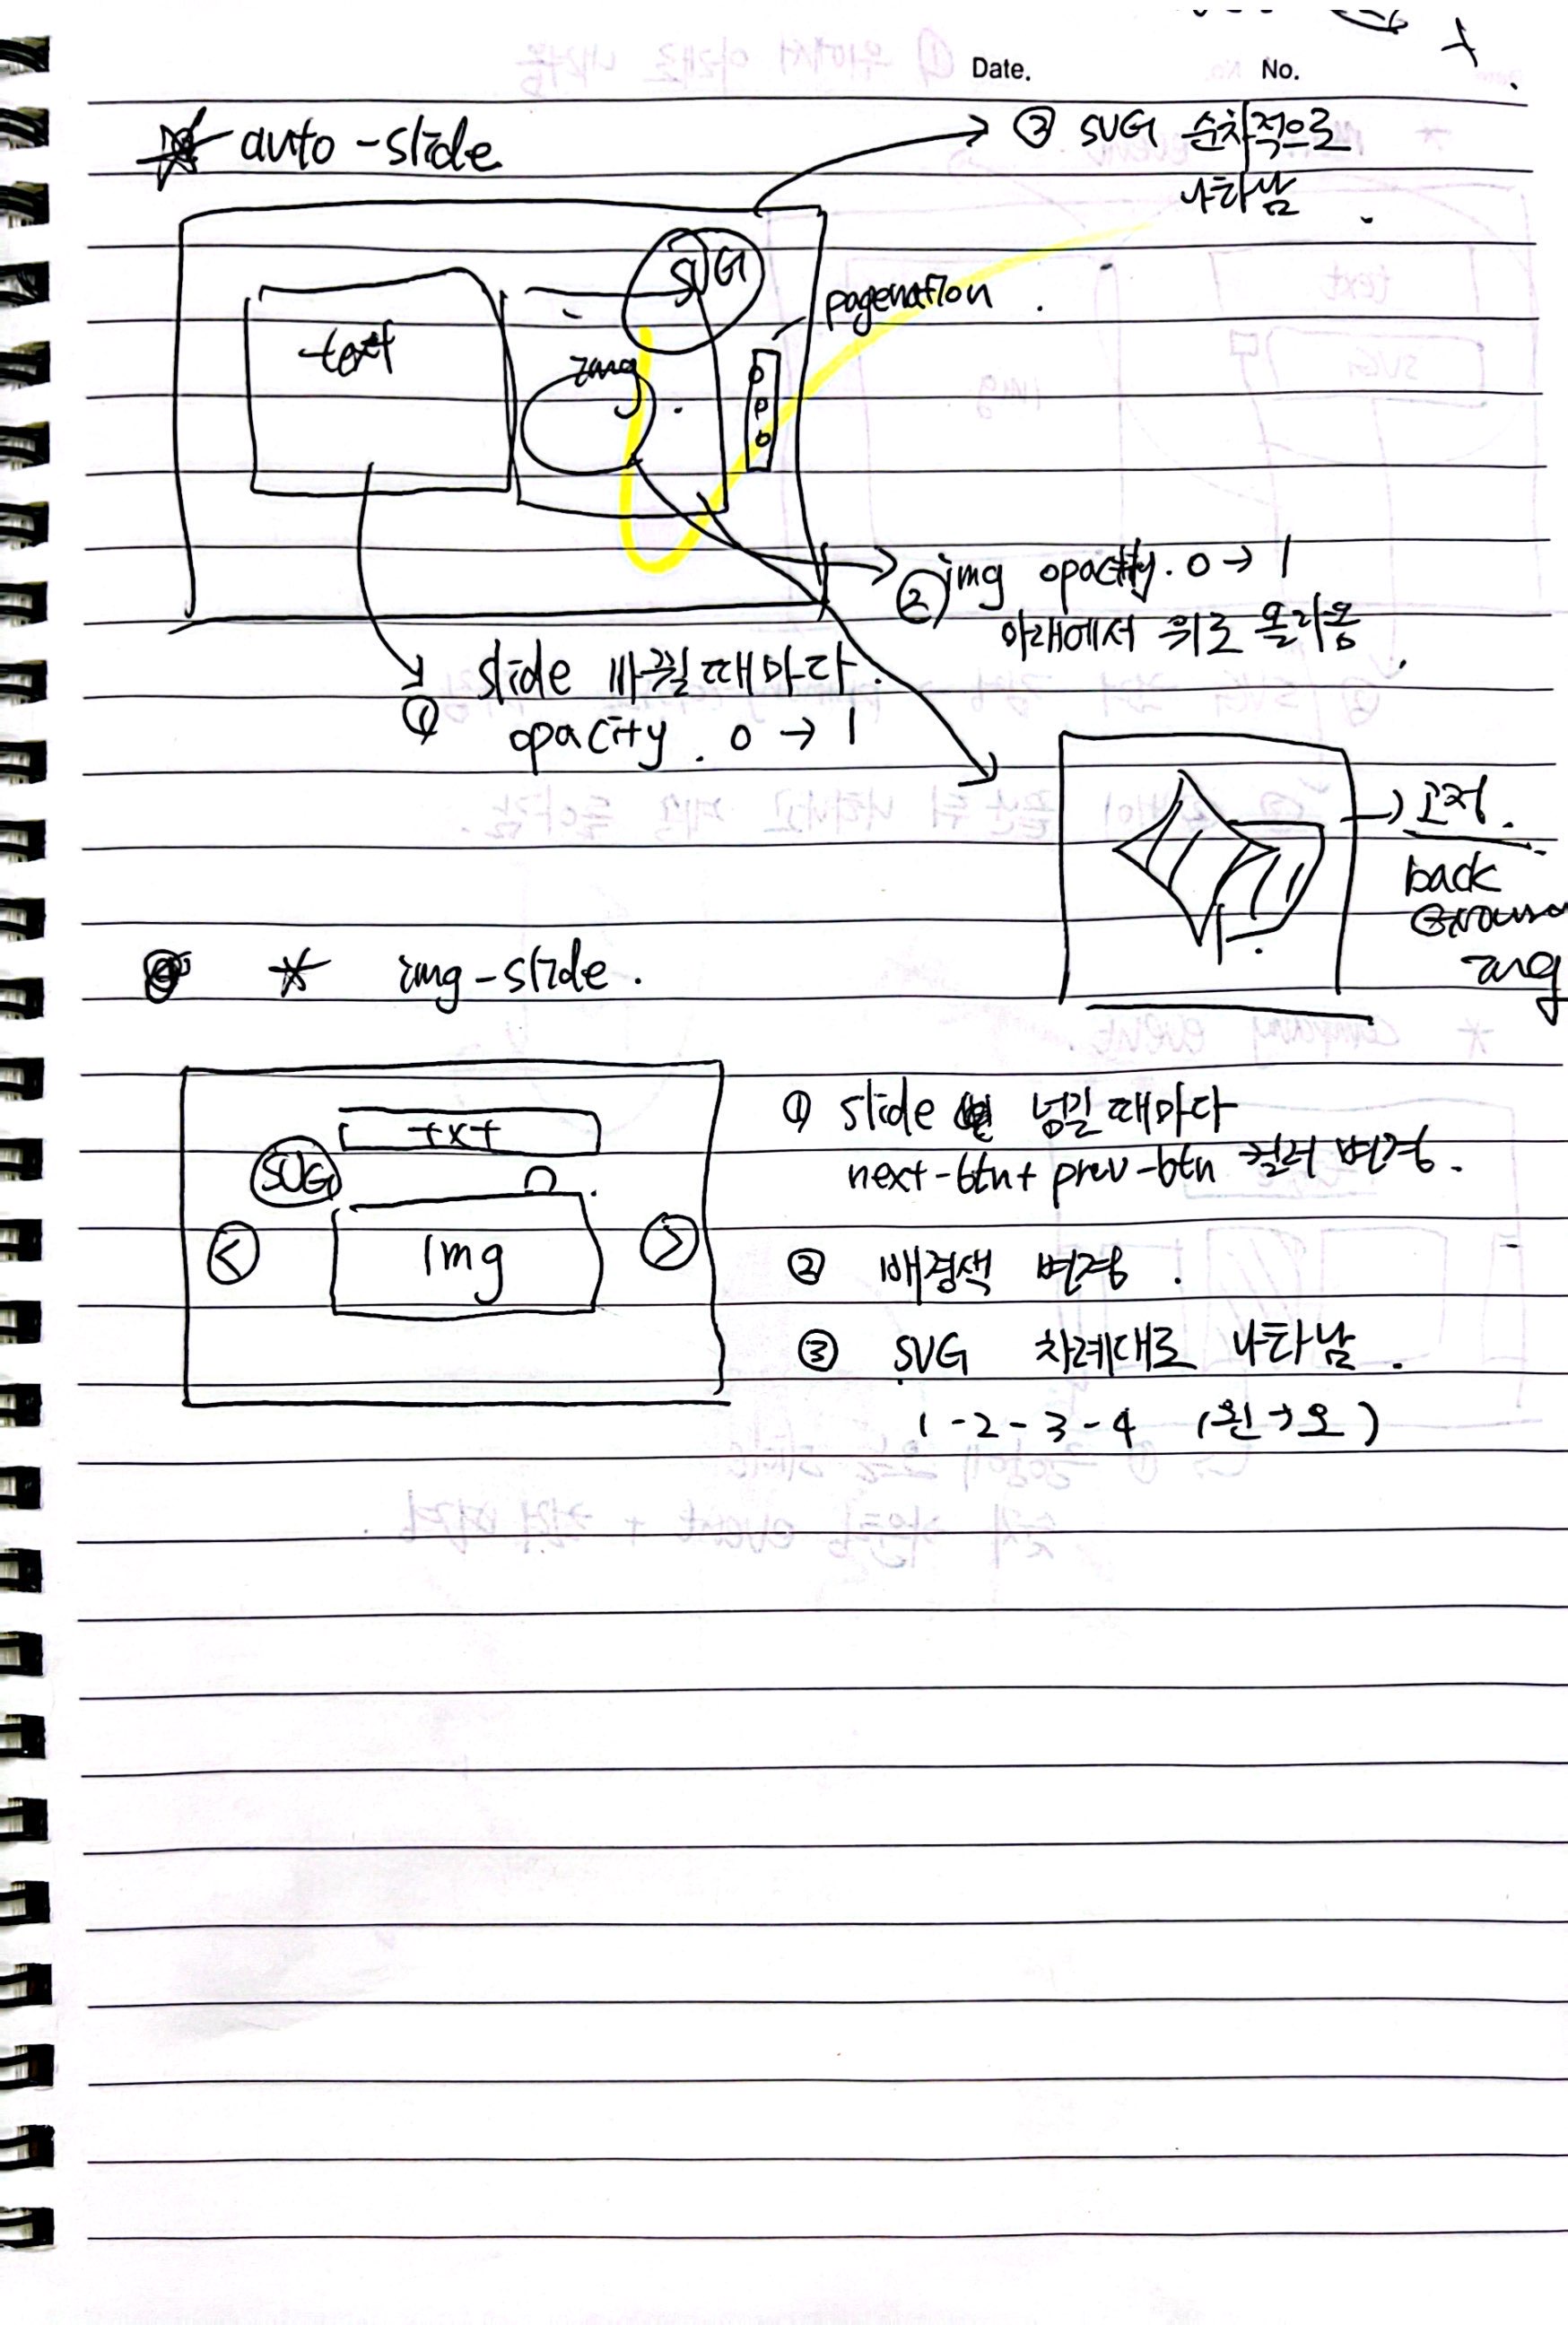 Date. No.
auto-slide
③ SVG 순차적으로
나타남
SVG
pagenation
text
img
② img opacity. 0 → 1
아래에서 위로 올라옴
① slide 바뀔때마다.
opacity. 0 → 1
고정.
back
img
* img-slide.
① slide 넘길때마다
txt
next-btn + prev-btn 컬러 변경.
SVG
< img >
② 배경색 변경.
③ SVG 차례대로 나타남.
1-2-3-4 (왼→오)